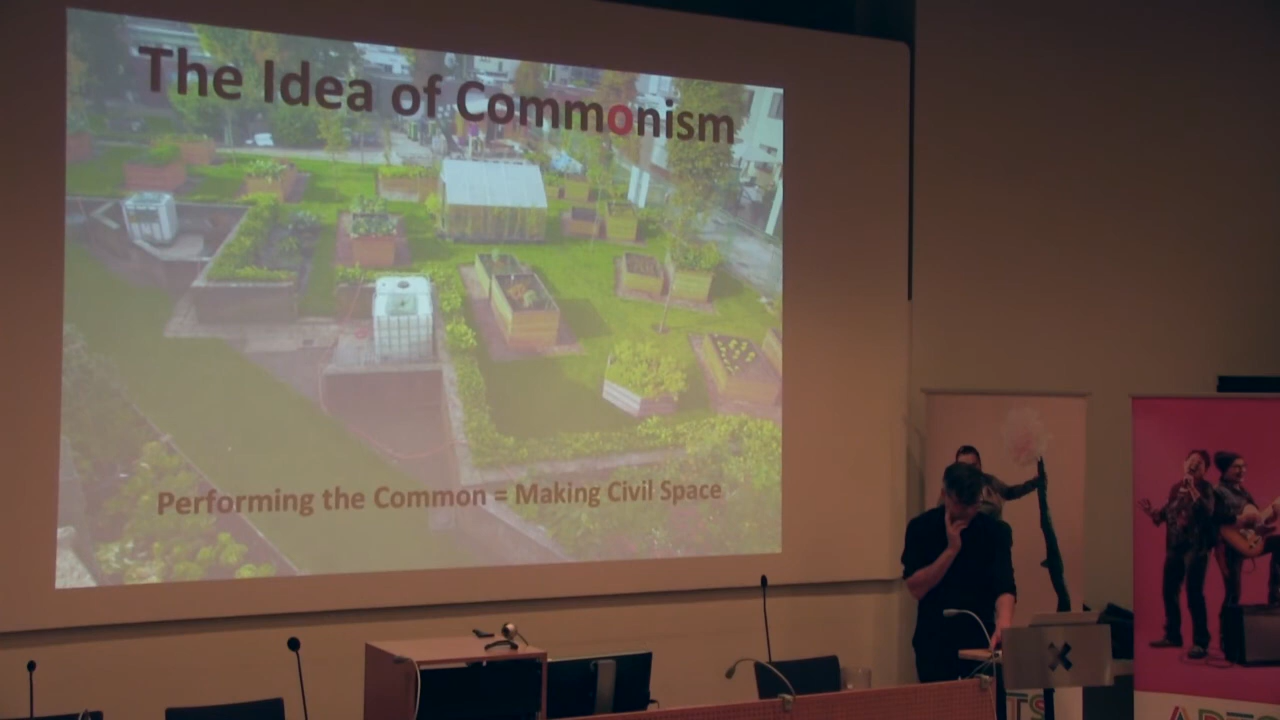 The Idea of Commonism
Performing the Common = Making Civil Space